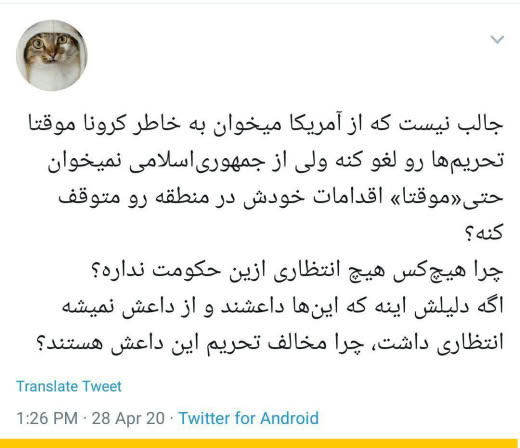 جالب نیست که از آمریکا میخوان به خاطر کرونا موقتا
تحریم‌ها رو لغو کنه ولی از جمهوری‌اسلامی نمیخوان
حتی«موقتا» اقدامات خودش در منطقه رو متوقف
کنه؟
چرا هیچ‌کس هیچ انتظاری ازین حکومت نداره؟
اگه دلیلش اینه که این‌ها داعشند و از داعش نمیشه
انتظاری داشت، چرا مخالف تحریم این داعش هستند؟
Translate Tweet
1:26 PM · 28 Apr 20 · Twitter for Android